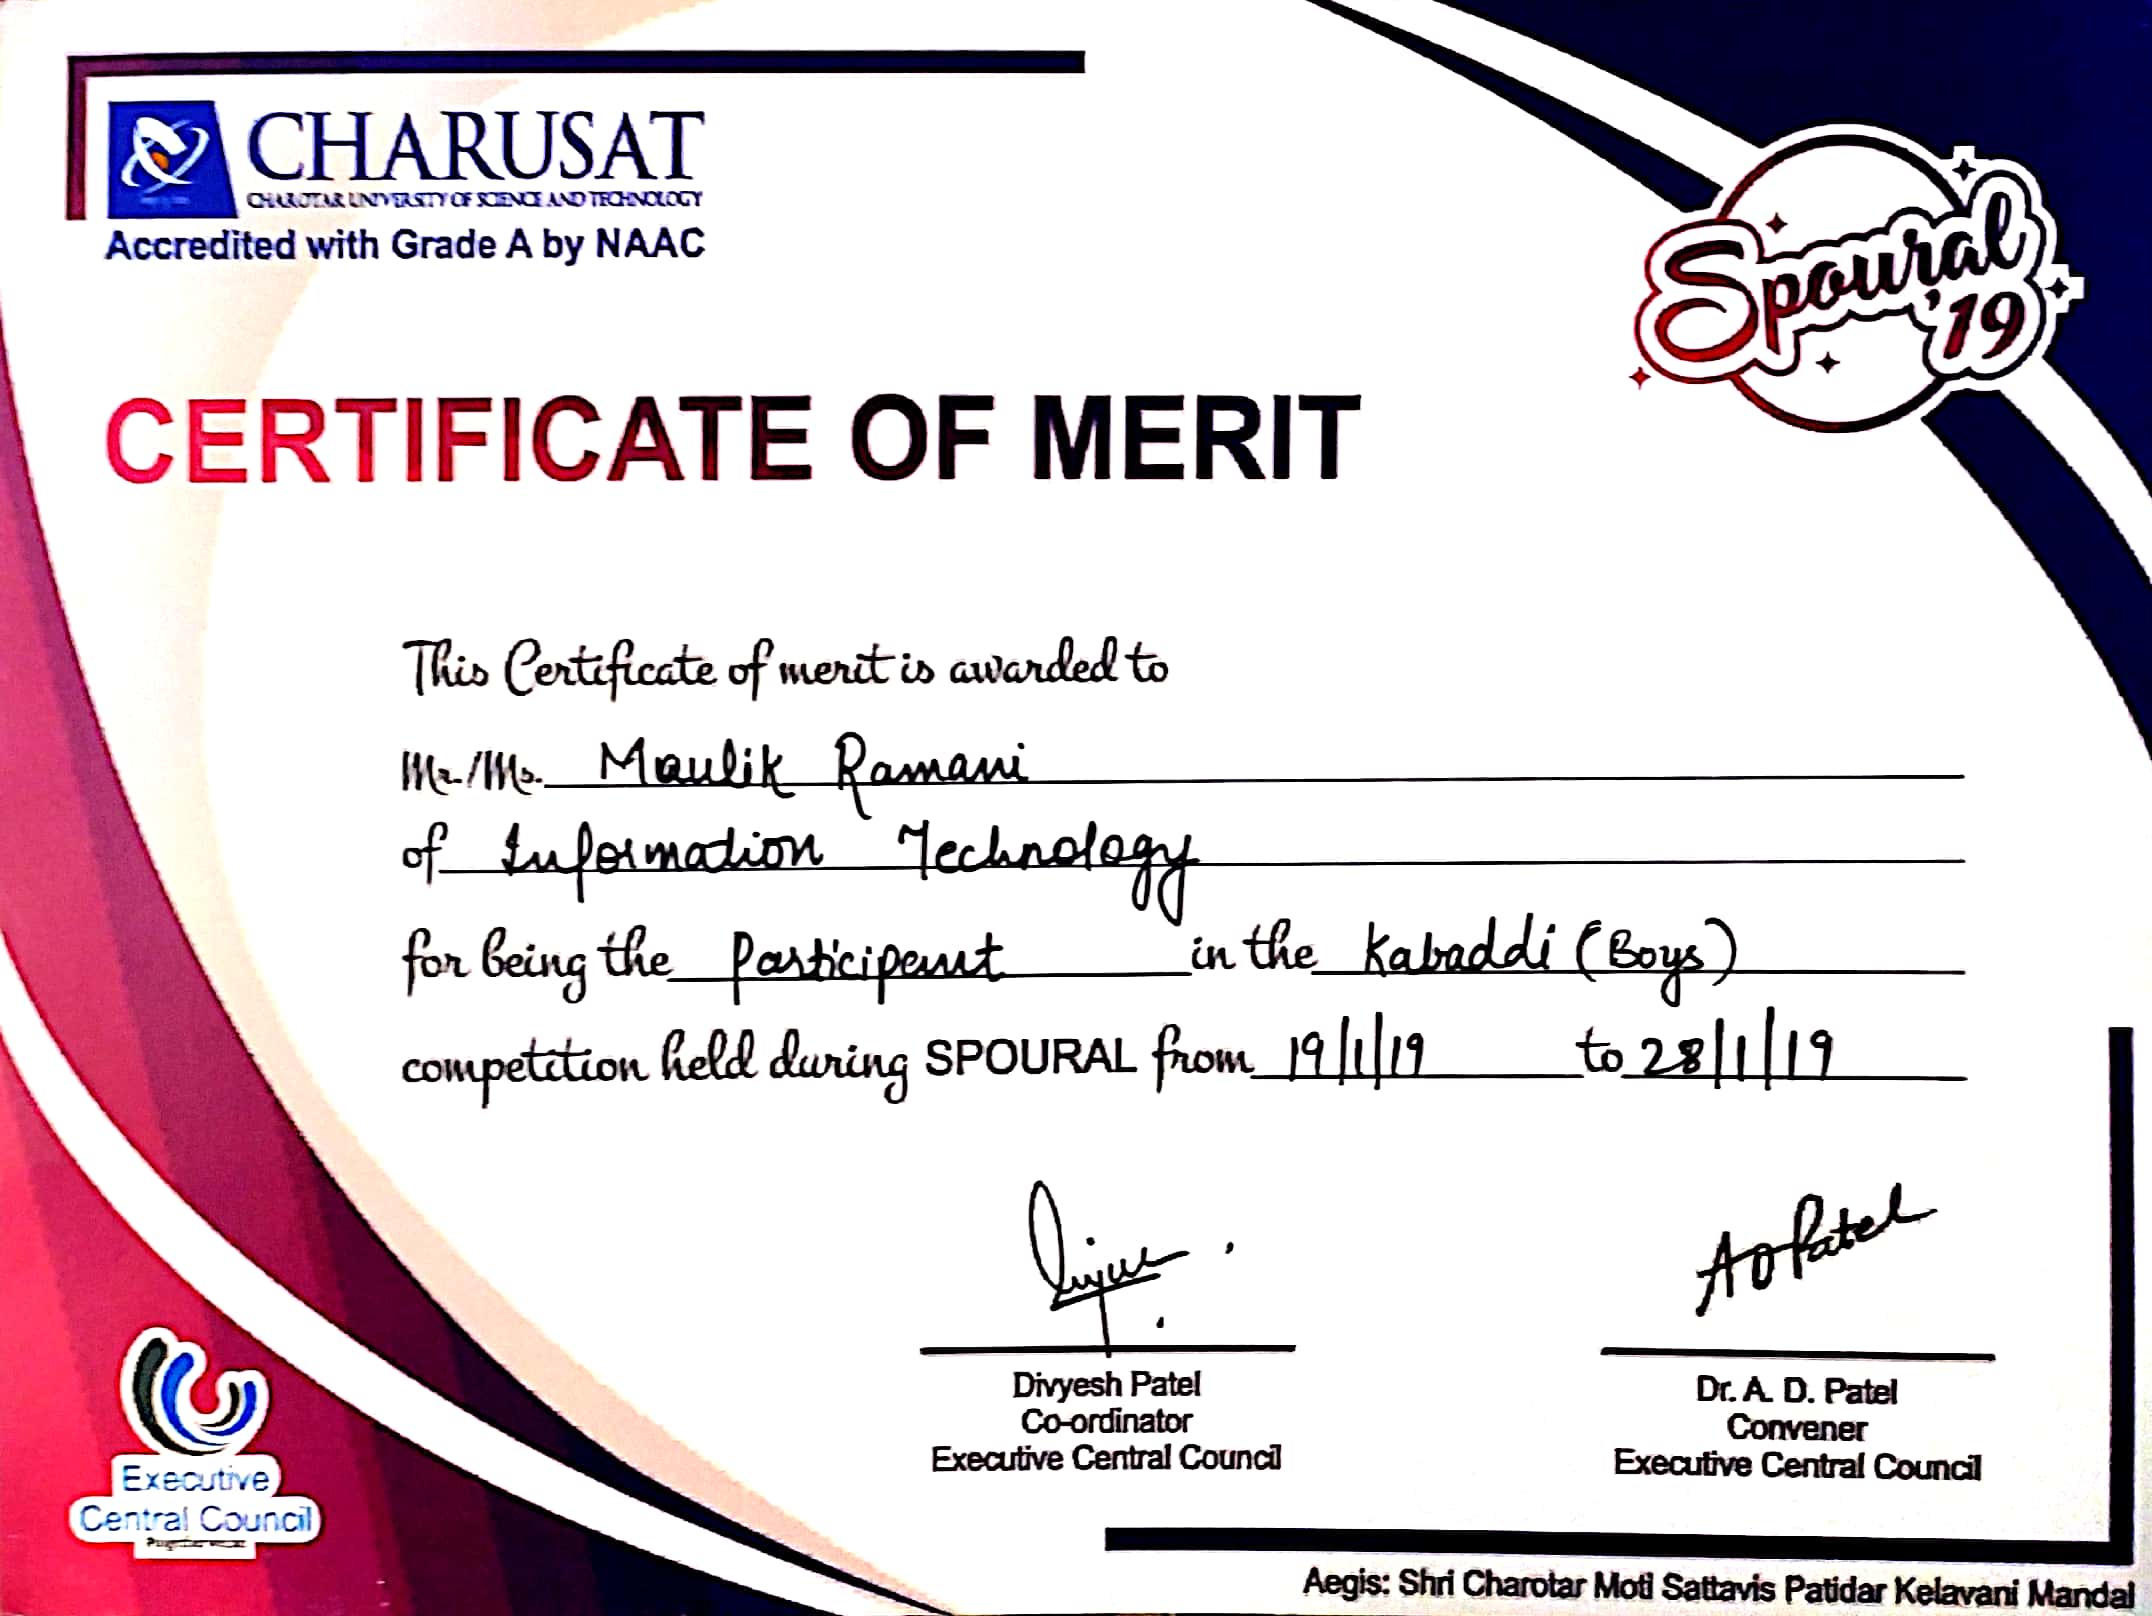 CHARUSAT
CHAROTAR UNIVERSITY OF SCIENCE AND TECHNOLOGY
Accredited with Grade A by NAAC
Spoural '19
CERTIFICATE OF MERIT
This Certificate of merit is awarded to
Mr./Ms. Maulik Ramani
of Information Technology
for being the Participant in the Kabaddi (Boys)
competition held during SPOURAL from 19/1/19 to 28/1/19
A D Patel
Divyesh Patel
Co-ordinator
Executive Central Council
Dr. A. D. Patel
Convener
Executive Central Council
Executive
Central Council
Aegis: Shri Charotar Moti Sattavis Patidar Kelavani Mandal